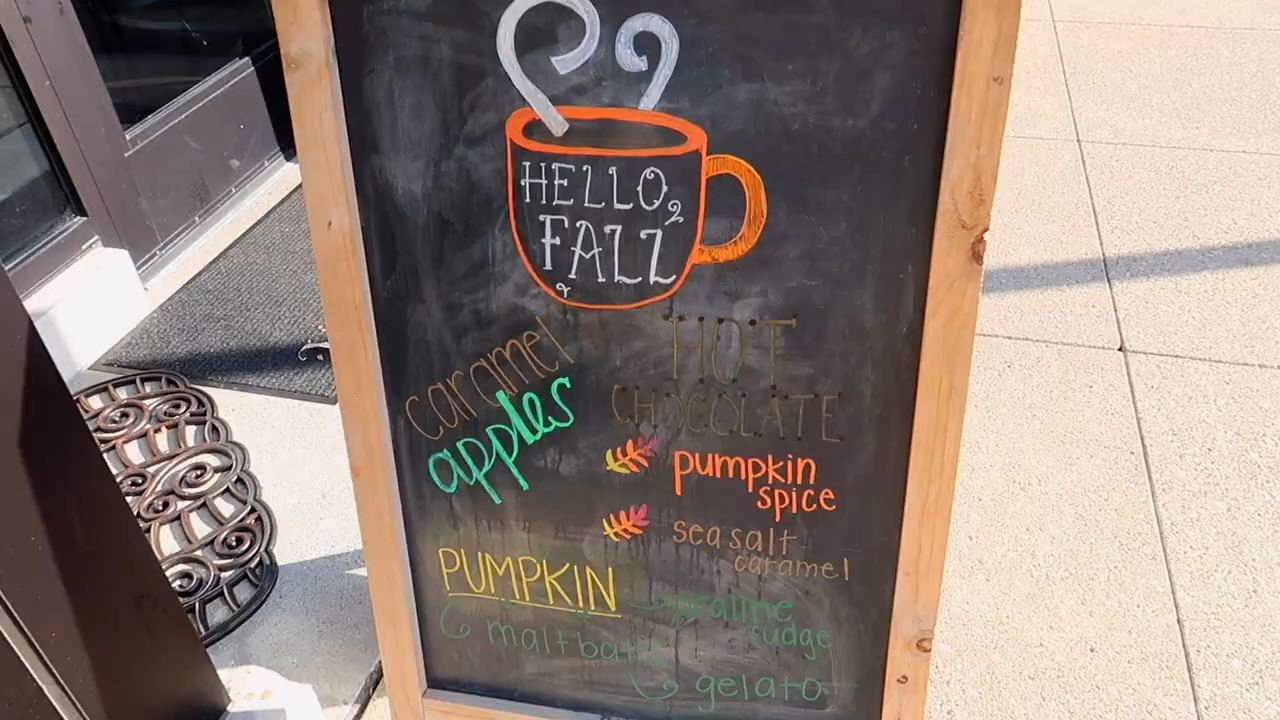 HELLO
FALL
caramel
apples
HOT
CHOCOLATE
pumpkin
spice
sea salt
caramel
PUMPKIN
praline
fudge
malt balls
gelato